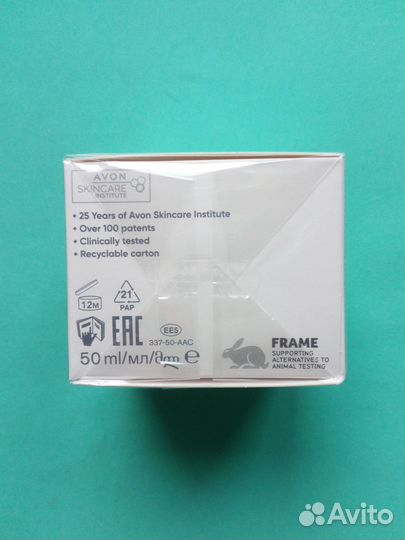 AVON
SKINCARE
INSTITUTE
• 25 Years of Avon Skincare Institute
• Over 100 patents
• Clinically tested
• Recyclable carton
12M
21
PAP
EAC
EE5
337-50-AAC
50 ml/мл/ e
FRAME
SUPPORTING
ALTERNATIVES TO
ANIMAL TESTING
Avito